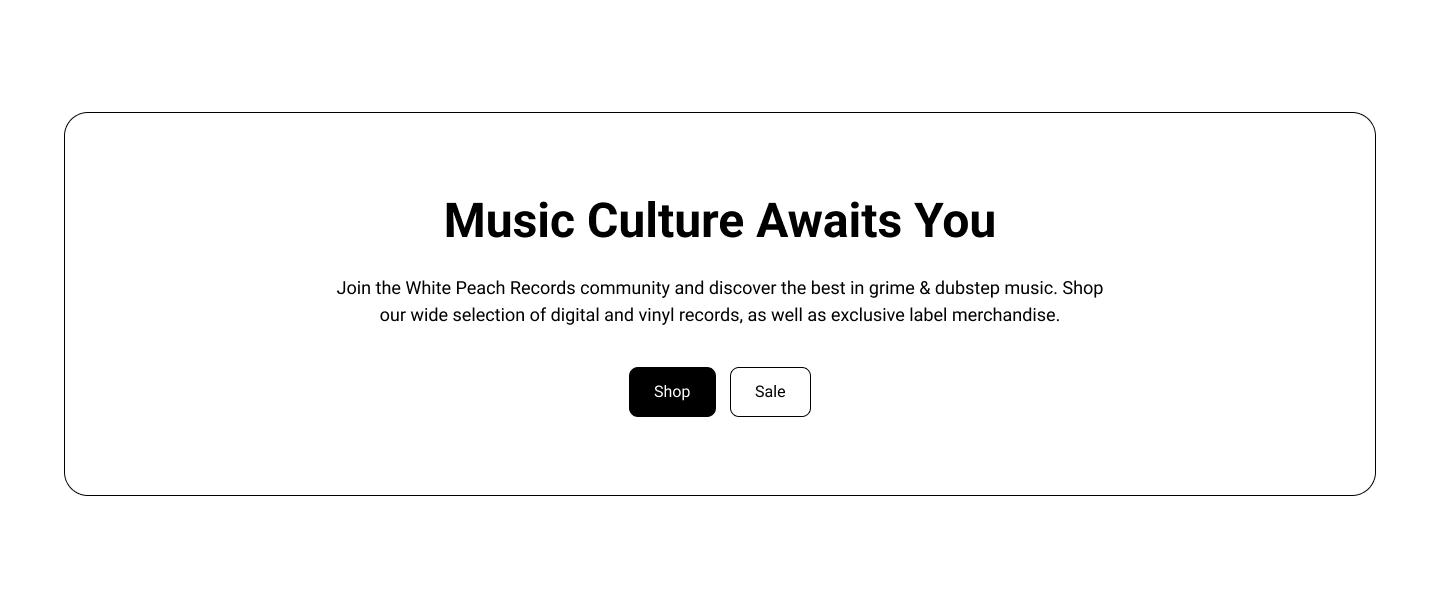 Music Culture Awaits You
Join the White Peach Records community and discover the best in grime & dubstep music. Shop
our wide selection of digital and vinyl records, as well as exclusive label merchandise.
Shop
Sale